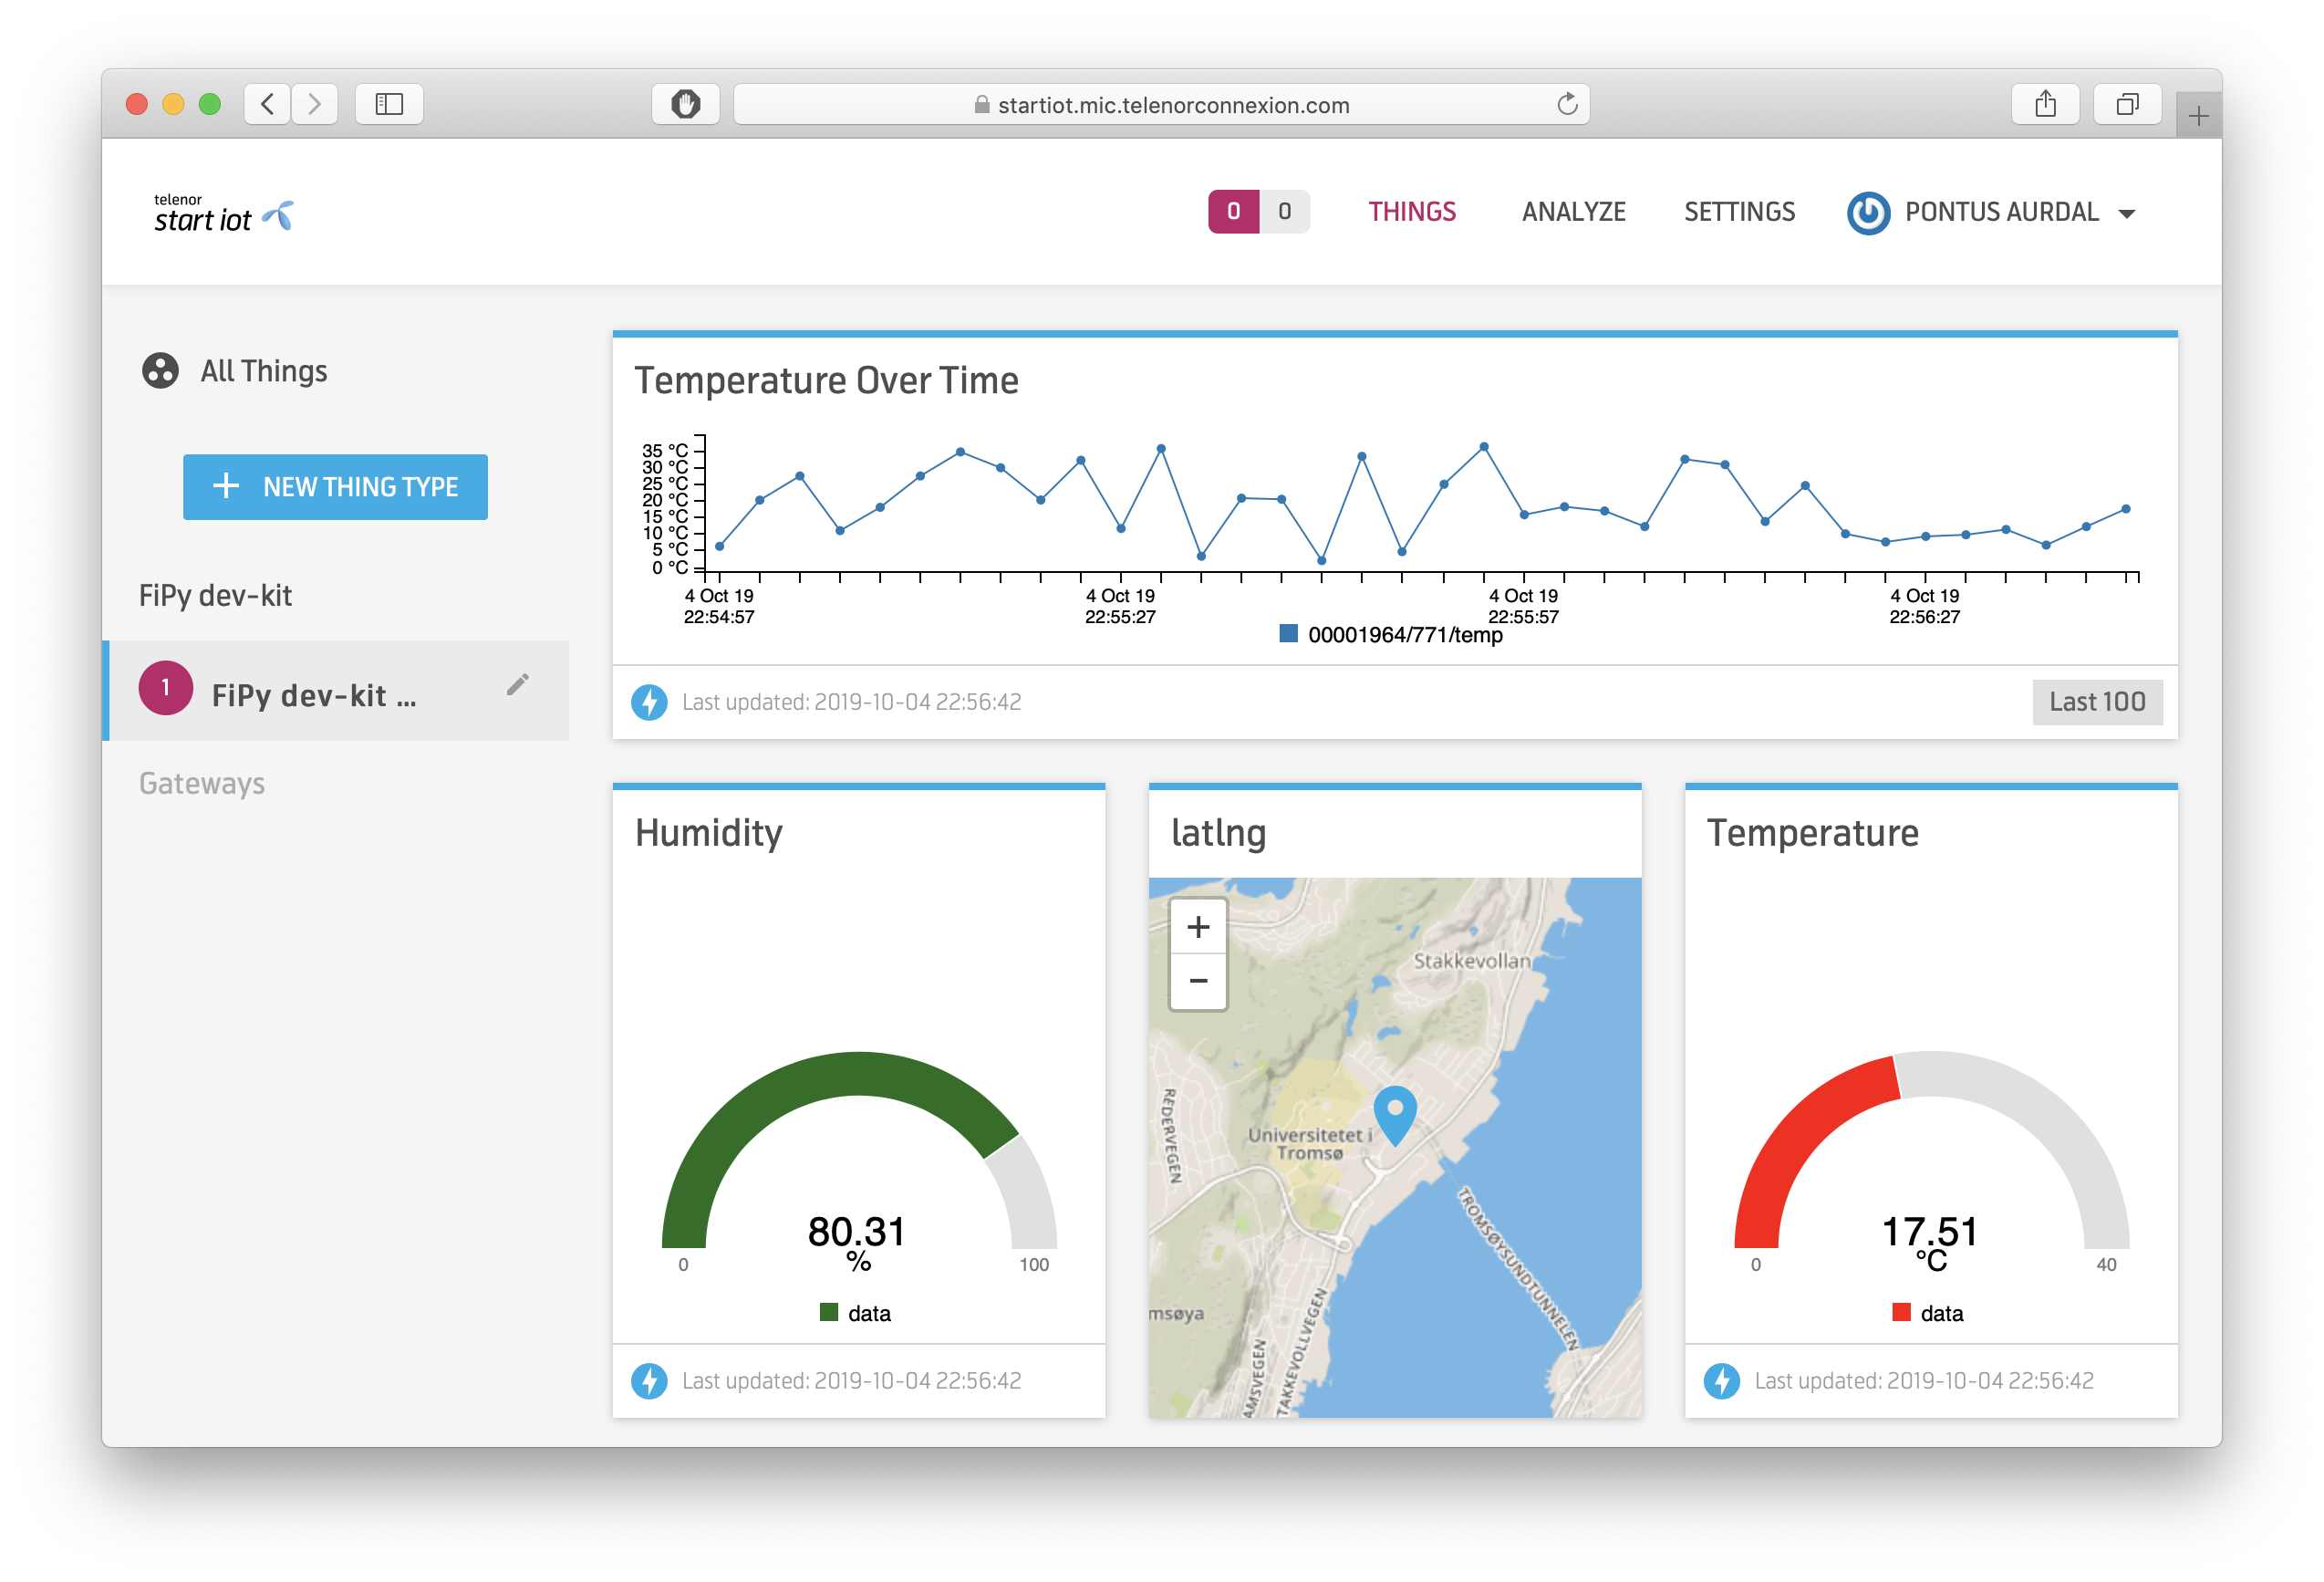 startiot.mic.telenorconnexion.com
telenor
start iot
0 0 THINGS ANALYZE SETTINGS PONTUS AURDAL
All Things
+ NEW THING TYPE
FiPy dev-kit
1 FiPy dev-kit ...
Gateways
Temperature Over Time
35 °C
30 °C
25 °C
20 °C
15 °C
10 °C
5 °C
0 °C
4 Oct 19 4 Oct 19 4 Oct 19 4 Oct 19
22:54:57 22:55:27 22:55:57 22:56:27
00001964/771/temp
Last updated: 2019-10-04 22:56:42
Last 100
Humidity
80.31
%
0 100
data
Last updated: 2019-10-04 22:56:42
latlng
+
−
Stakkevollan
Universitetet i
Tromsø
TROMSØYSUNDTUNNELEN
msøya
AMSVEGEN
TAKKEVOLLVEGEN
Temperature
17.51
°C
0 40
data
Last updated: 2019-10-04 22:56:42